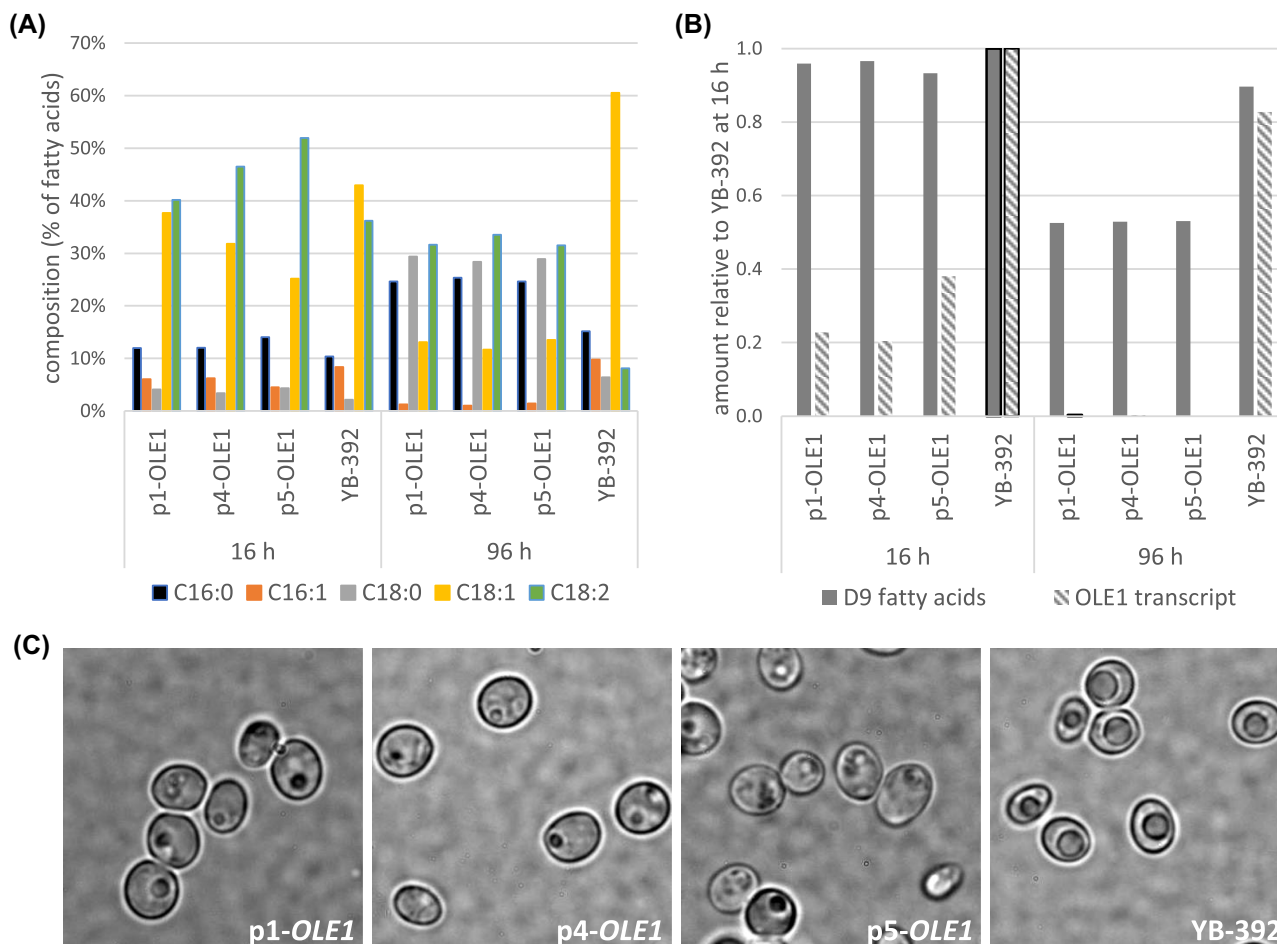 (A)
composition (% of fatty acids)
70%
60%
50%
40%
30%
20%
10%
0%
p1-OLE1
p4-OLE1
p5-OLE1
YB-392
p1-OLE1
p4-OLE1
p5-OLE1
YB-392
16 h
96 h
C16:0 C16:1 C18:0 C18:1 C18:2
(B)
amount relative to YB-392 at 16 h
1.0
0.8
0.6
0.4
0.2
0.0
p1-OLE1
p4-OLE1
p5-OLE1
YB-392
p1-OLE1
p4-OLE1
p5-OLE1
YB-392
16 h
96 h
D9 fatty acids OLE1 transcript
(C)
p1-OLE1
p4-OLE1
p5-OLE1
YB-392